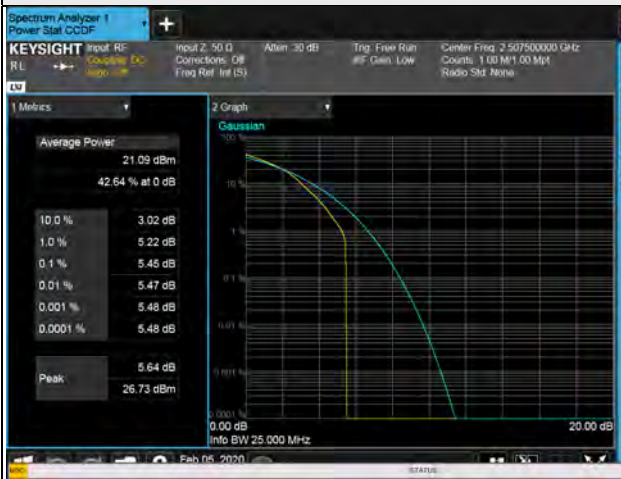 Spectrum Analyzer 1
Power Stat CCDF
KEYSIGHT
Input: RF
Coupling: DC
Input Z: 50 Ω
Corrections: Off
Freq Ref: Int (S)
Atten: 30 dB
Trig: Free Run
#IF Gain: Low
Center Freq: 2.507500000 GHz
Counts: 1.00 M/1.00 Mpt
Radio Std: None
RL
LW
1 Metrics
2 Graph
Average Power
21.09 dBm
42.64 % at 0 dB
10.0 % 3.02 dB
1.0 % 5.22 dB
0.1 % 5.45 dB
0.01 % 5.47 dB
0.001 % 5.48 dB
0.0001 % 5.48 dB
Peak
5.64 dB
26.73 dBm
Gaussian
100 %
10 %
1 %
0.1 %
0.01 %
0.001 %
0.0001 %
0.00 dB
20.00 dB
Info BW 25.000 MHz
Feb 05, 2020
STATUS